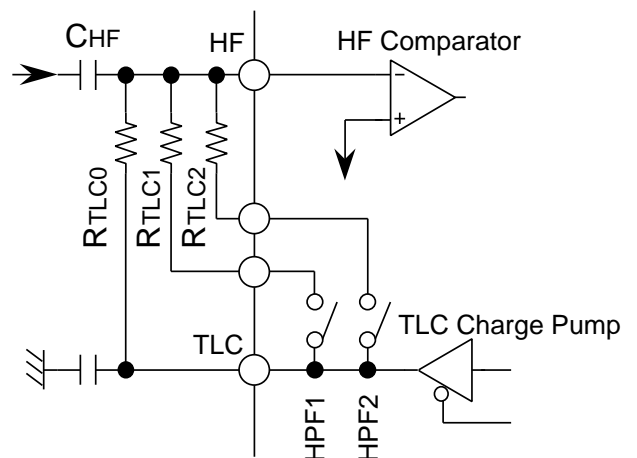 CHF
HF
HF Comparator
−
+
RTLC0
RTLC1
RTLC2
TLC
TLC Charge Pump
HPF1
HPF2